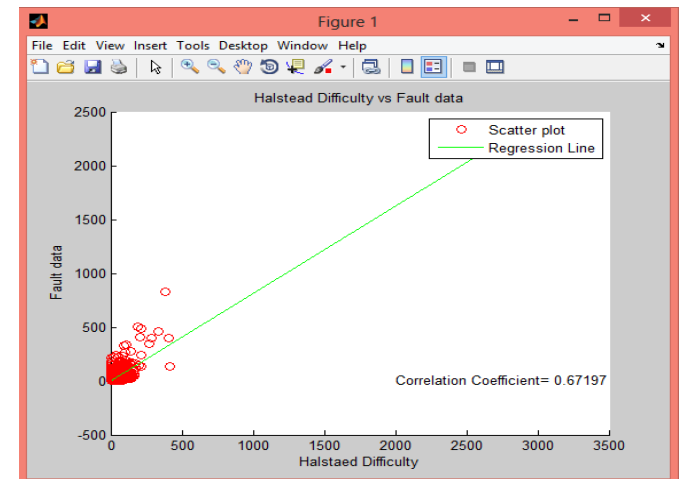 Figure 1
File Edit View Insert Tools Desktop Window Help
Halstead Difficulty vs Fault data
2500
2000
1500
1000
500
0
-500
Fault data
Scatter plot
Regression Line
Correlation Coefficient= 0.67197
0 500 1000 1500 2000 2500 3000 3500
Halstaed Difficulty